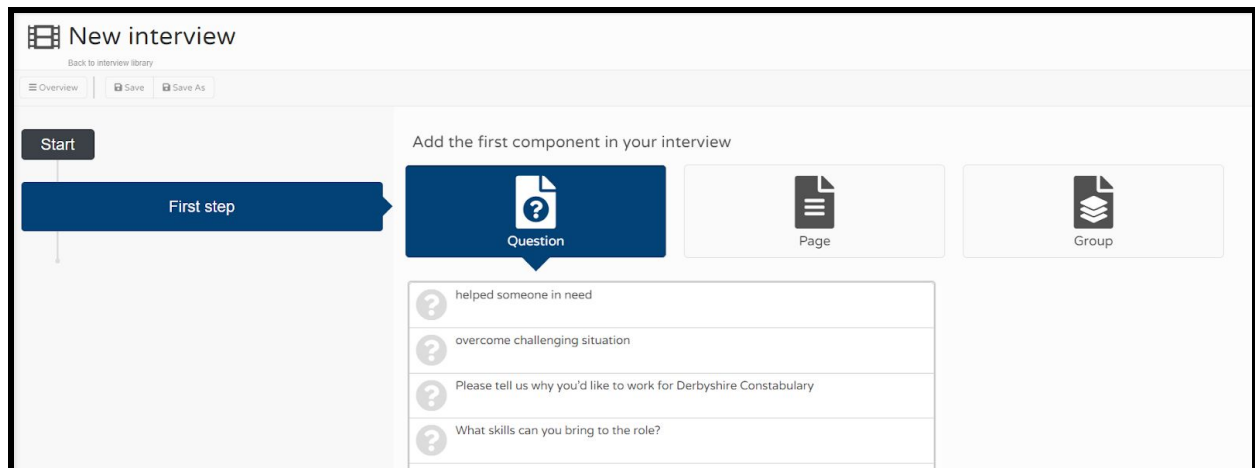 New interview
Back to interview library
Overview
Save
Save As
Start
First step
Add the first component in your interview
Question
Page
Group
helped someone in need
overcome challenging situation
Please tell us why you'd like to work for Derbyshire Constabulary
What skills can you bring to the role?